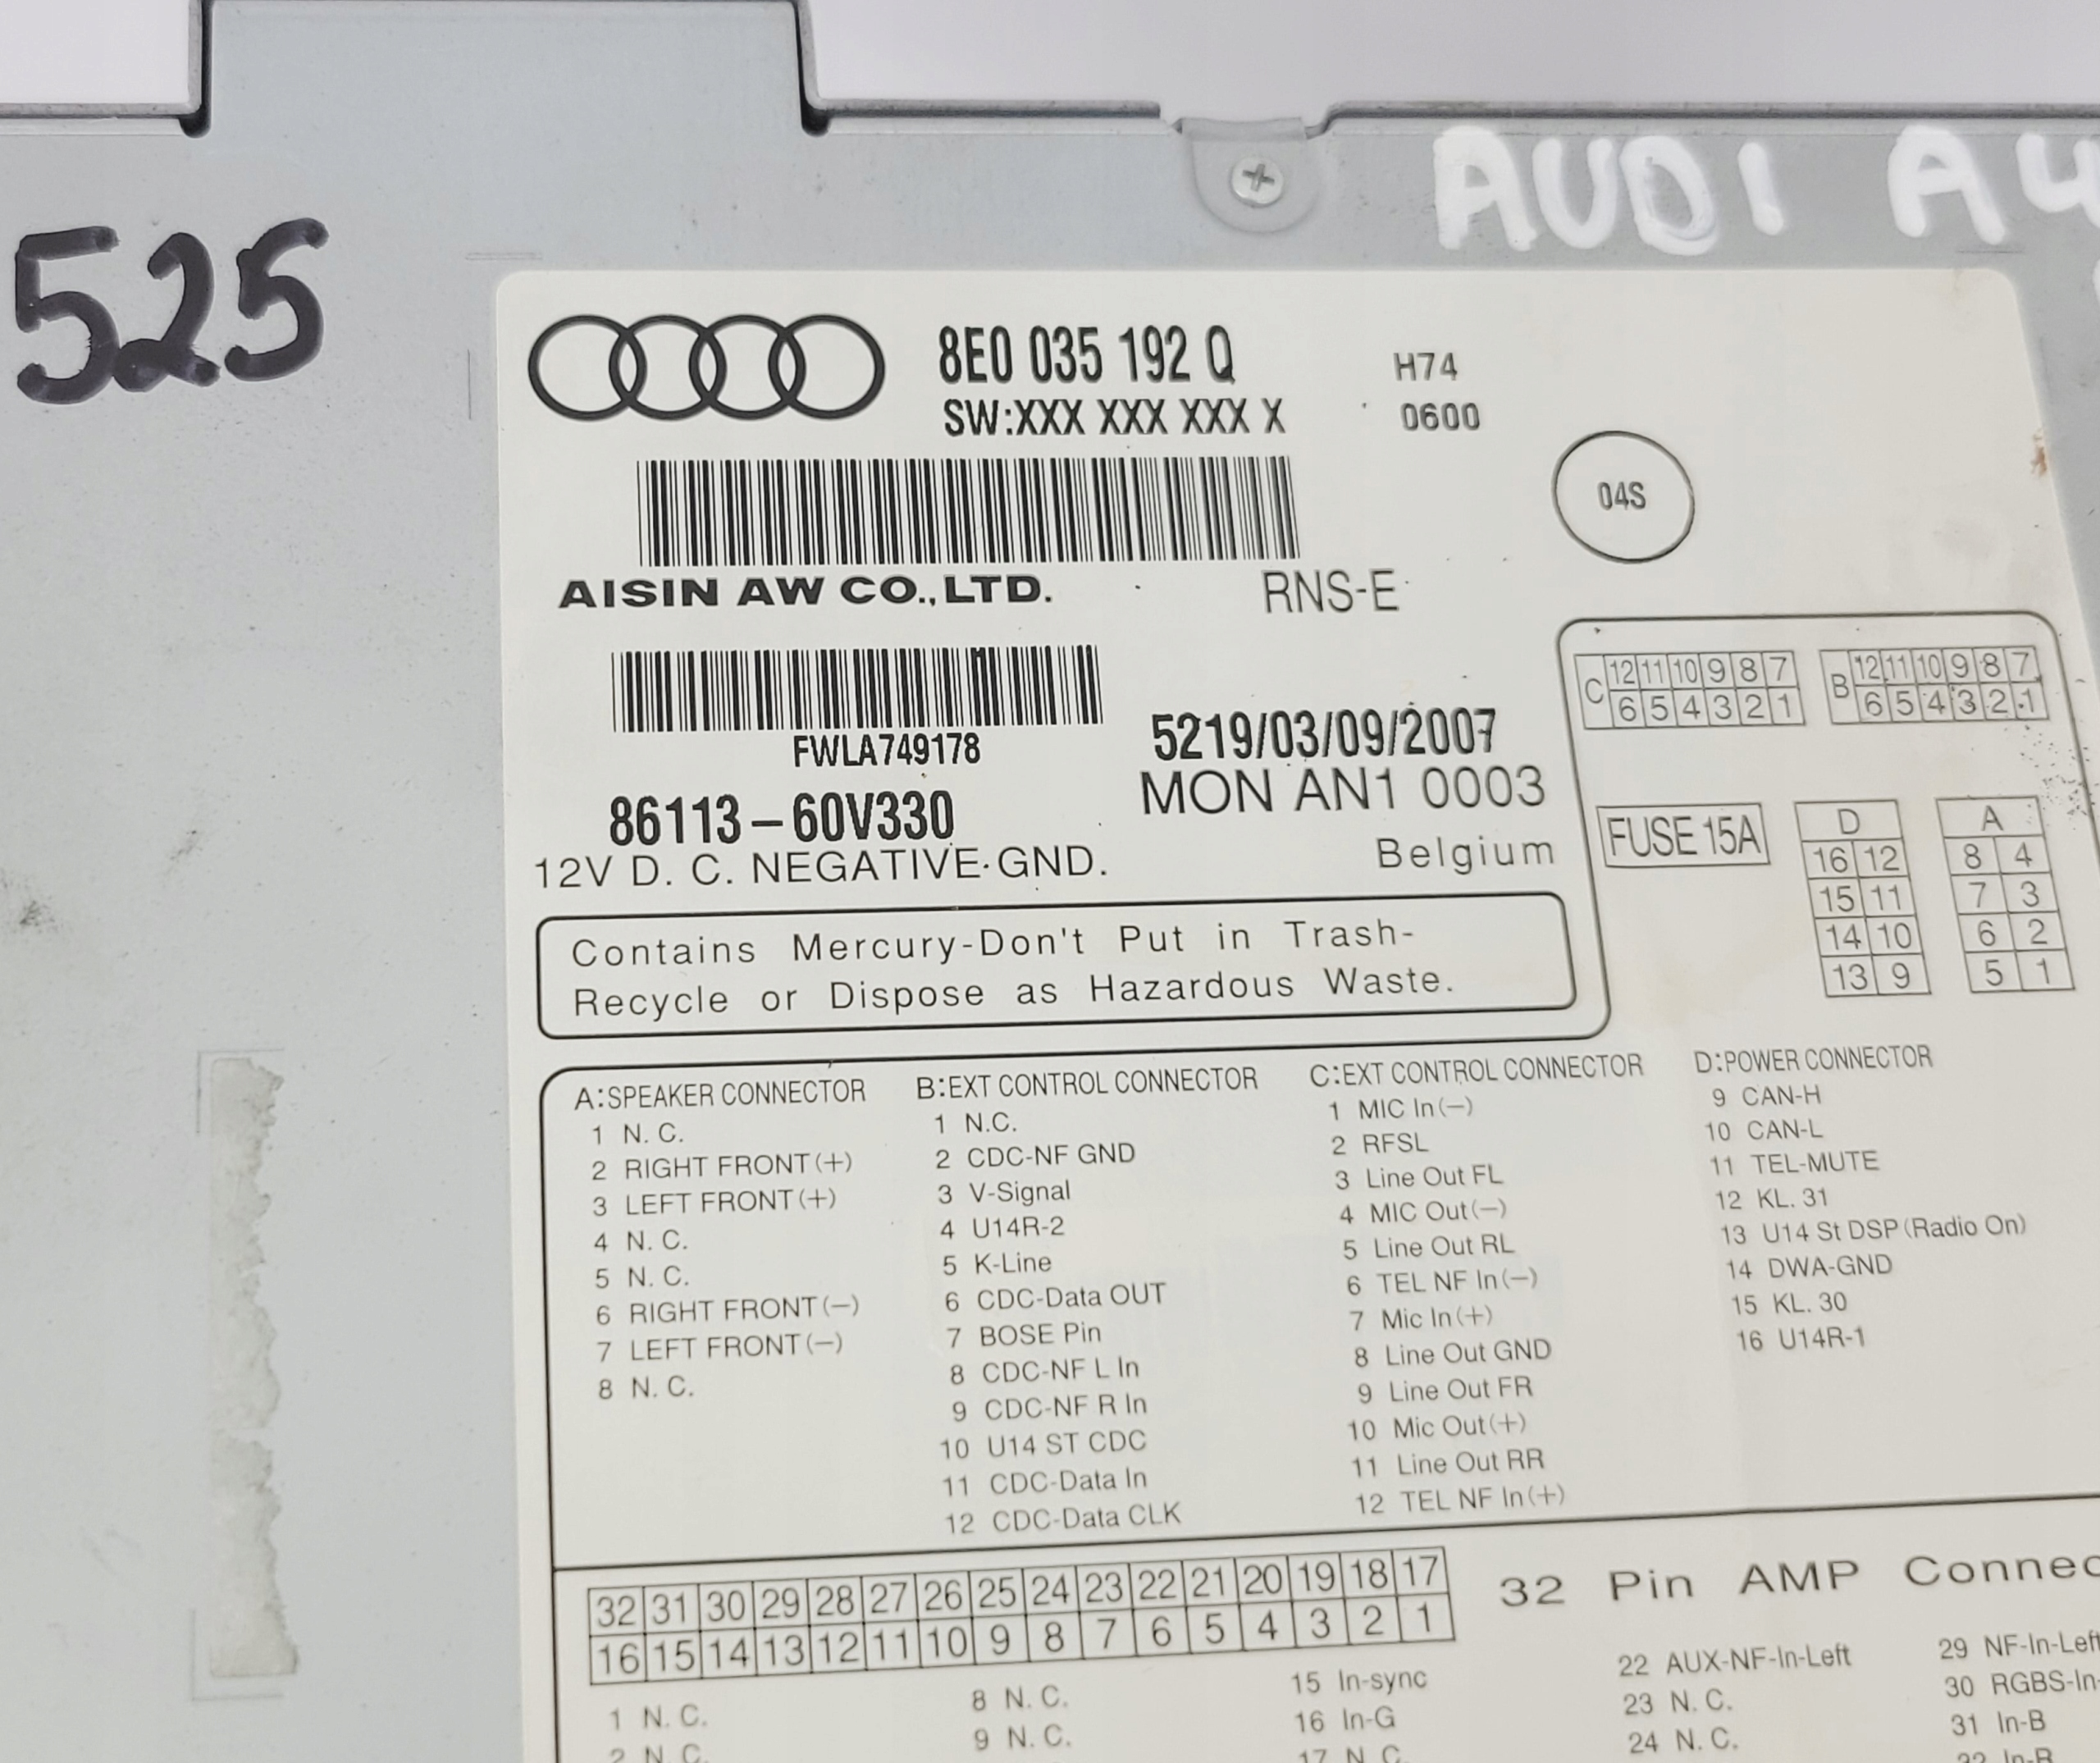 525
AUDI A4
8E0 035 192 Q
SW:XXX XXX XXX X
H74
0600
04S
AISIN AW CO.,LTD.
RNS-E
FWLA749178
5219/03/09/2007
86113-60V330
MON AN1 0003
12V D. C. NEGATIVE GND.
Belgium
C 12 11 10 9 8 7
6 5 4 3 2 1
B 12 11 10 9 8 7
6 5 4 3 2 1
FUSE 15A
D
16 12
15 11
14 10
13 9
A
8 4
7 3
6 2
5 1
Contains Mercury-Don't Put in Trash-
Recycle or Dispose as Hazardous Waste.
A:SPEAKER CONNECTOR
1 N. C.
2 RIGHT FRONT(+)
3 LEFT FRONT(+)
4 N. C.
5 N. C.
6 RIGHT FRONT(−)
7 LEFT FRONT(−)
8 N. C.
B:EXT CONTROL CONNECTOR
1 N.C.
2 CDC-NF GND
3 V-Signal
4 U14R-2
5 K-Line
6 CDC-Data OUT
7 BOSE Pin
8 CDC-NF L In
9 CDC-NF R In
10 U14 ST CDC
11 CDC-Data In
12 CDC-Data CLK
C:EXT CONTROL CONNECTOR
1 MIC In(−)
2 RFSL
3 Line Out FL
4 MIC Out(−)
5 Line Out RL
6 TEL NF In(−)
7 Mic In(+)
8 Line Out GND
9 Line Out FR
10 Mic Out(+)
11 Line Out RR
12 TEL NF In(+)
D:POWER CONNECTOR
9 CAN-H
10 CAN-L
11 TEL-MUTE
12 KL. 31
13 U14 St DSP(Radio On)
14 DWA-GND
15 KL. 30
16 U14R-1
32 31 30 29 28 27 26 25 24 23 22 21 20 19 18 17
16 15 14 13 12 11 10 9 8 7 6 5 4 3 2 1
32 Pin AMP Connec
1 N. C.
2 N. C.
8 N. C.
9 N. C.
15 In-sync
16 In-G
17 N. C.
22 AUX-NF-In-Left
23 N. C.
24 N. C.
29 NF-In-Left
30 RGBS-In-
31 In-B
32 In-R